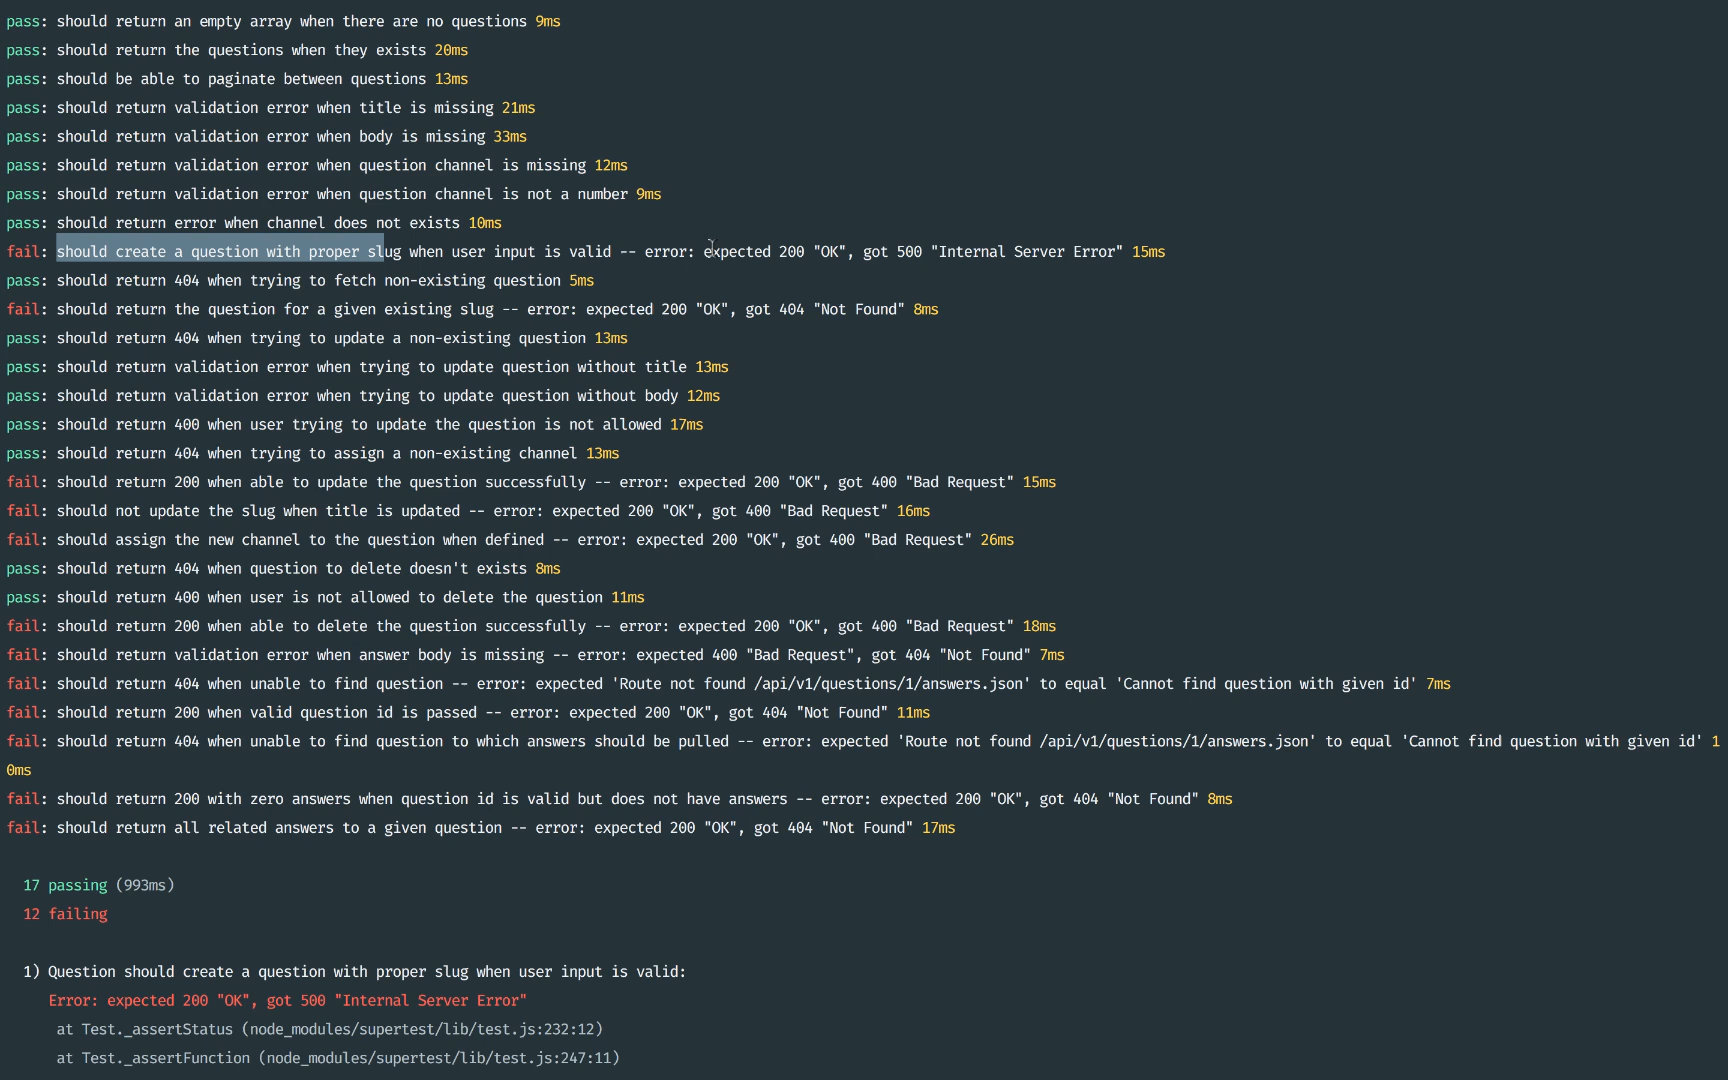 pass: should return an empty array when there are no questions 9ms
pass: should return the questions when they exists 20ms
pass: should be able to paginate between questions 13ms
pass: should return validation error when title is missing 21ms
pass: should return validation error when body is missing 33ms
pass: should return validation error when question channel is missing 12ms
pass: should return validation error when question channel is not a number 9ms
pass: should return error when channel does not exists 10ms
fail: should create a question with proper slug when user input is valid -- error: expected 200 "OK", got 500 "Internal Server Error" 15ms
pass: should return 404 when trying to fetch non-existing question 5ms
fail: should return the question for a given existing slug -- error: expected 200 "OK", got 404 "Not Found" 8ms
pass: should return 404 when trying to update a non-existing question 13ms
pass: should return validation error when trying to update question without title 13ms
pass: should return validation error when trying to update question without body 12ms
pass: should return 400 when user trying to update the question is not allowed 17ms
pass: should return 404 when trying to assign a non-existing channel 13ms
fail: should return 200 when able to update the question successfully -- error: expected 200 "OK", got 400 "Bad Request" 15ms
fail: should not update the slug when title is updated -- error: expected 200 "OK", got 400 "Bad Request" 16ms
fail: should assign the new channel to the question when defined -- error: expected 200 "OK", got 400 "Bad Request" 26ms
pass: should return 404 when question to delete doesn't exists 8ms
pass: should return 400 when user is not allowed to delete the question 11ms
fail: should return 200 when able to delete the question successfully -- error: expected 200 "OK", got 400 "Bad Request" 18ms
fail: should return validation error when answer body is missing -- error: expected 400 "Bad Request", got 404 "Not Found" 7ms
fail: should return 404 when unable to find question -- error: expected 'Route not found /api/v1/questions/1/answers.json' to equal 'Cannot find question with given id' 7ms
fail: should return 200 when valid question id is passed -- error: expected 200 "OK", got 404 "Not Found" 11ms
fail: should return 404 when unable to find question to which answers should be pulled -- error: expected 'Route not found /api/v1/questions/1/answers.json' to equal 'Cannot find question with given id' 1
0ms
fail: should return 200 with zero answers when question id is valid but does not have answers -- error: expected 200 "OK", got 404 "Not Found" 8ms
fail: should return all related answers to a given question -- error: expected 200 "OK", got 404 "Not Found" 17ms
17 passing (993ms)
12 failing
1) Question should create a question with proper slug when user input is valid:
Error: expected 200 "OK", got 500 "Internal Server Error"
at Test._assertStatus (node_modules/supertest/lib/test.js:232:12)
at Test._assertFunction (node_modules/supertest/lib/test.js:247:11)